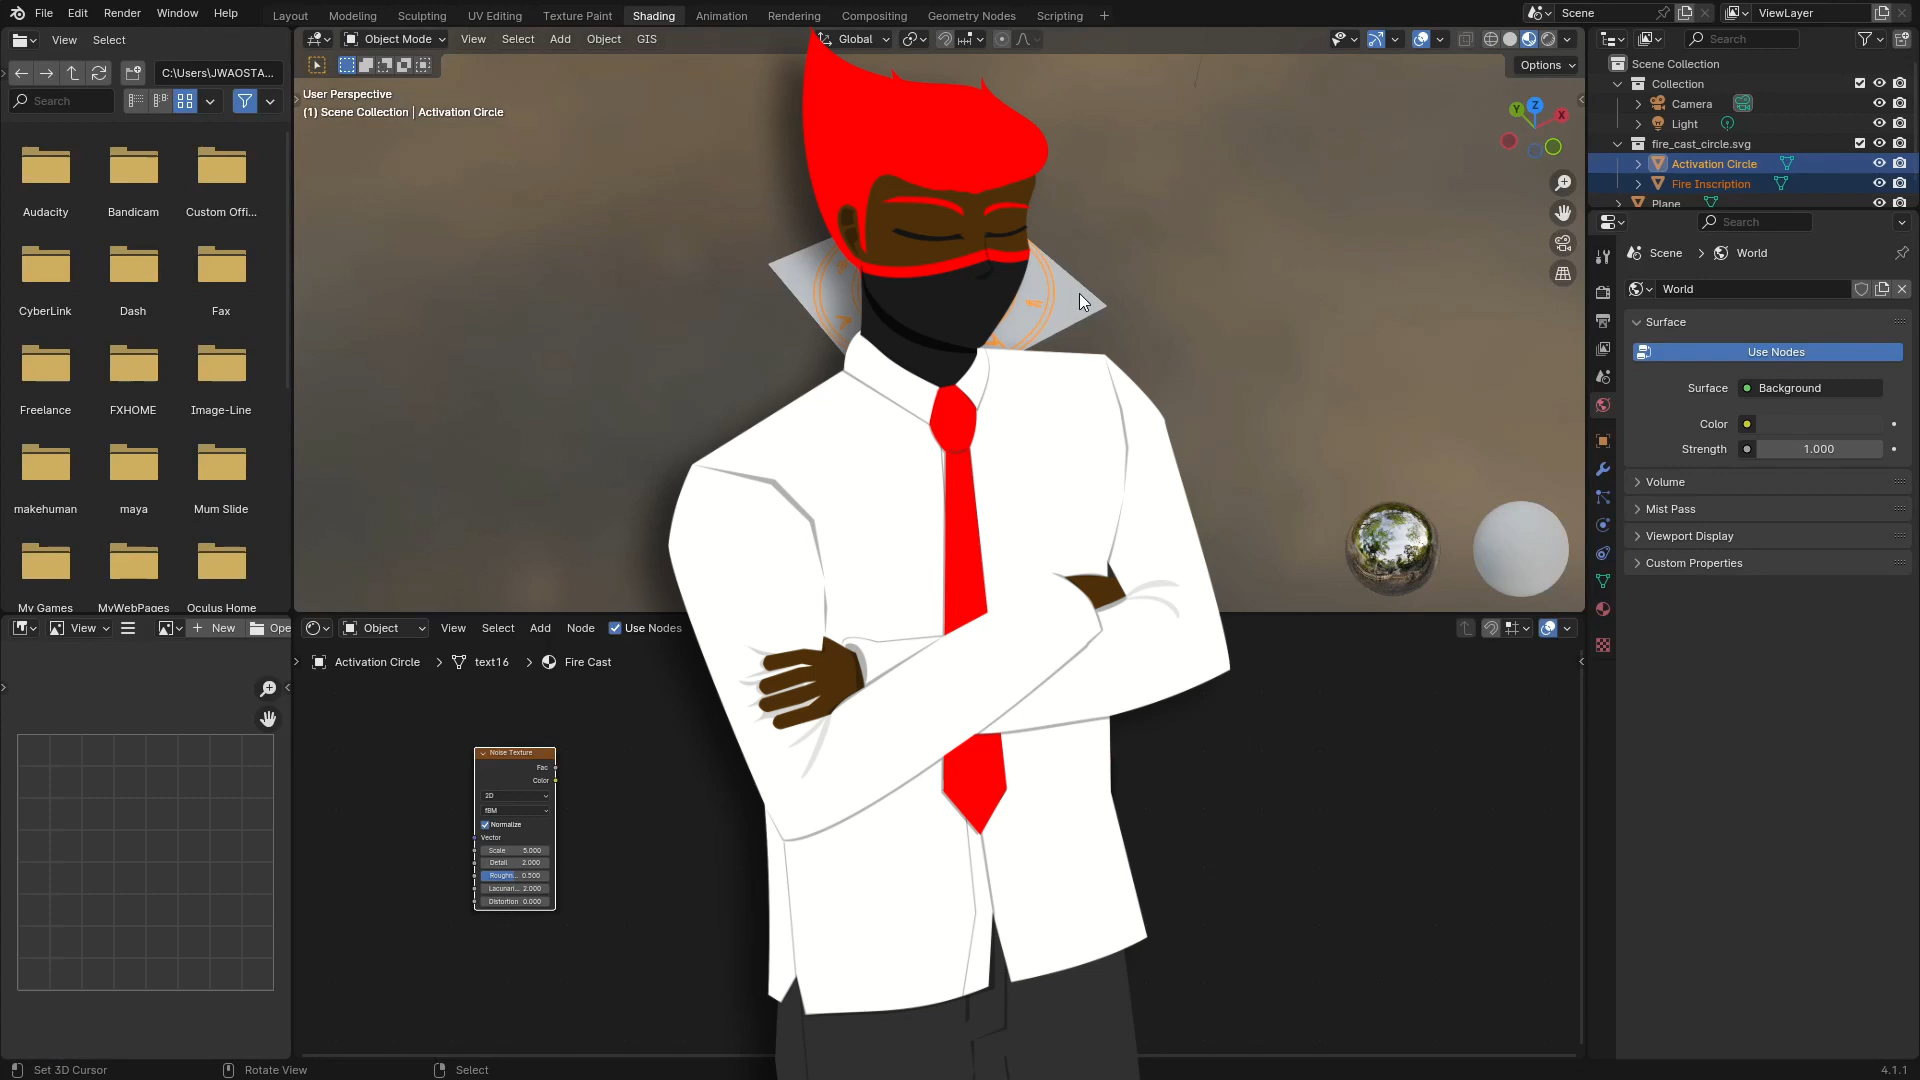 File Edit Render Window Help
Layout Modeling Sculpting UV Editing Texture Paint Shading Animation Rendering Compositing Geometry Nodes Scripting
Scene
ViewLayer
View Select
Object Mode View Select Add Object GIS
Global
Search
C:\Users\JWAOSTA...
Search
Options
User Perspective
(1) Scene Collection | Activation Circle
Y Z X
Audacity Bandicam Custom Offi...
CyberLink Dash Fax
Freelance FXHOME Image-Line
makehuman maya Mum Slide
My Games MyWebPages Oculus Home
Scene Collection
Collection
Camera
Light
fire_cast_circle.svg
Activation Circle
Fire Inscription
Plane
Search
Scene World
World
Surface
Use Nodes
Surface Background
Color
Strength 1.000
Volume
Mist Pass
Viewport Display
Custom Properties
View New Ope
Object View Select Add Node Use Nodes
Activation Circle text16 Fire Cast
Noise Texture
Fac
Color
2D
fBM
Normalize
Vector
Scale 5.000
Detail 2.000
Roughn... 0.500
Lacunari... 2.000
Distortion 0.000
Set 3D Cursor Rotate View Select
4.1.1